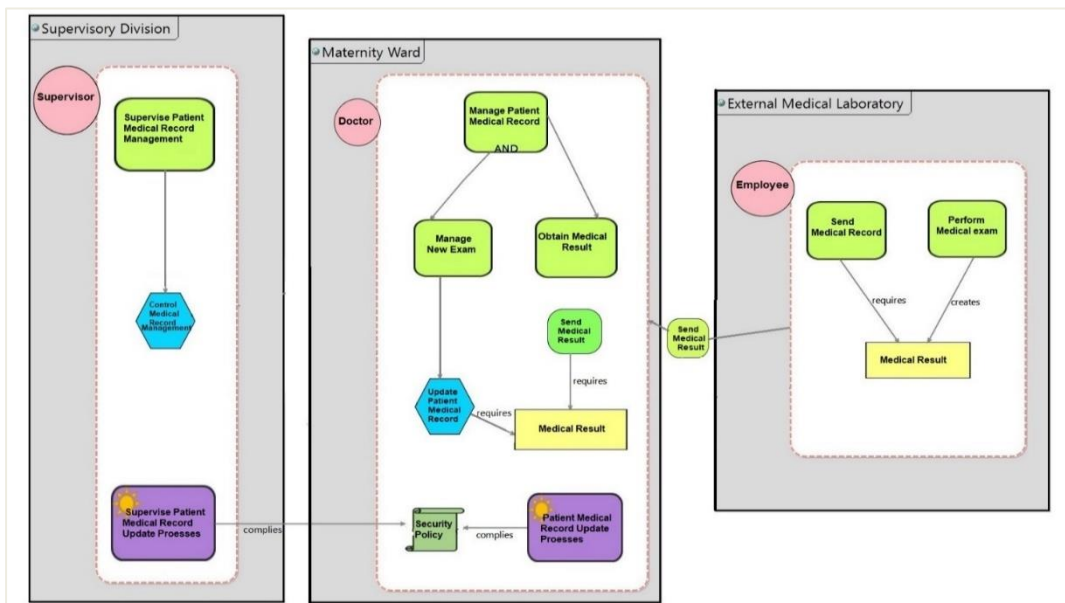 Supervisory Division
Supervisor
Supervise Patient
Medical Record
Management
Control
Medical
Record
Management
Supervise Patient
Medical Record
Update Proesses
complies
Maternity Ward
Doctor
Manage Patient
Medical Record
AND
Manage
New Exam
Obtain Medical
Result
Send
Medical
Result
requires
Update
Patient
Medical
Record
requires
Medical Result
Security
Policy
complies
Patient Medical
Record Update
Proesses
Send
Medical
Result
External Medical Laboratory
Employee
Send
Medical Record
Perform
Medical exam
requires
creates
Medical Result